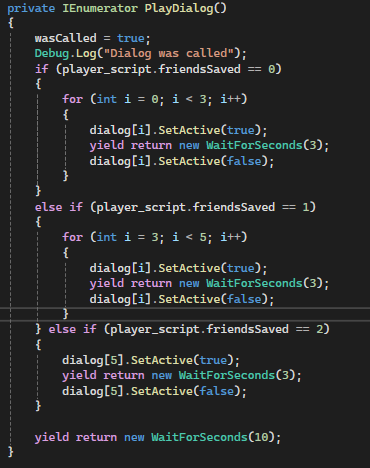 private IEnumerator PlayDialog()
{
    wasCalled = true;
    Debug.Log("Dialog was called");
    if (player_script.friendsSaved == 0)
    {
        for (int i = 0; i < 3; i++)
        {
            dialog[i].SetActive(true);
            yield return new WaitForSeconds(3);
            dialog[i].SetActive(false);
        }
    }
    else if (player_script.friendsSaved == 1)
    {
        for (int i = 3; i < 5; i++)
        {
            dialog[i].SetActive(true);
            yield return new WaitForSeconds(3);
            dialog[i].SetActive(false);
        }
    } else if (player_script.friendsSaved == 2)
    {
        dialog[5].SetActive(true);
        yield return new WaitForSeconds(3);
        dialog[5].SetActive(false);
    }

    yield return new WaitForSeconds(10);
}